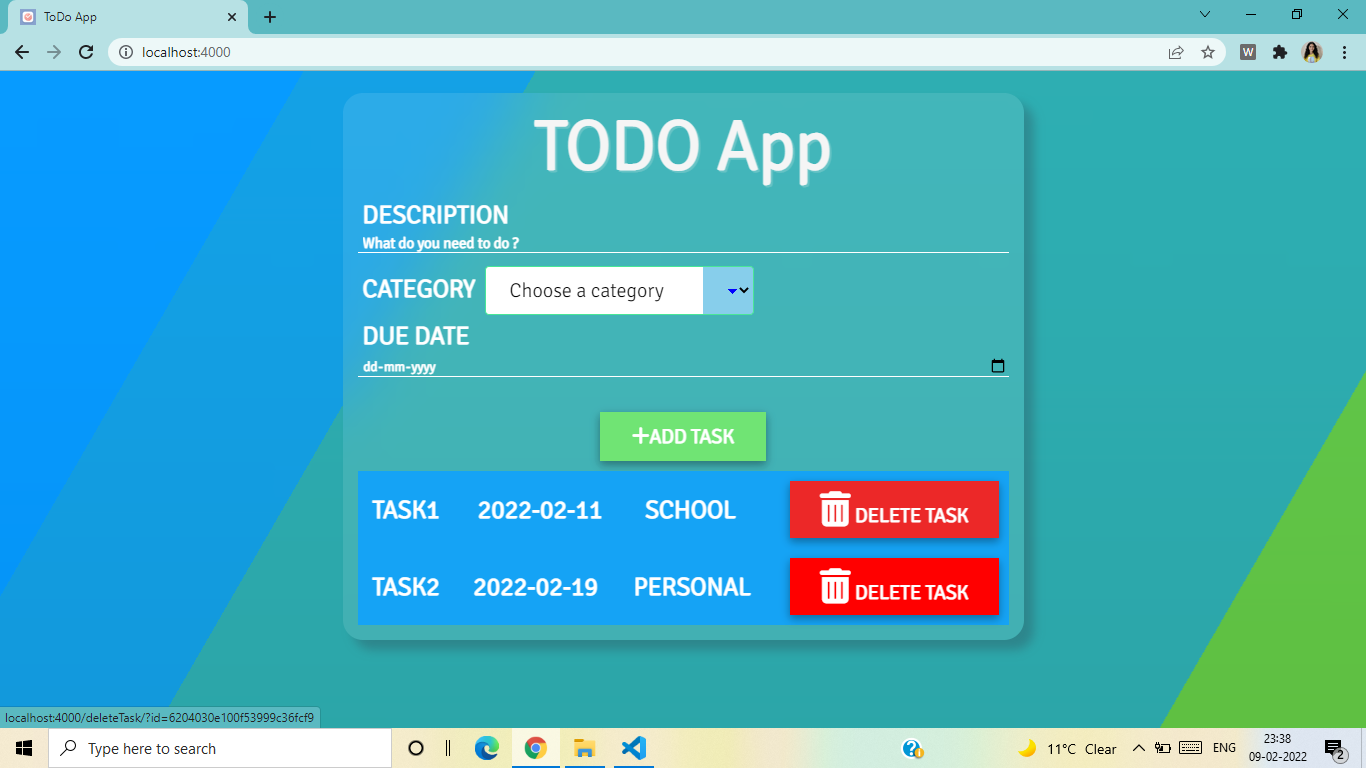 ToDo App
localhost:4000
W
TODO App
DESCRIPTION
What do you need to do ?
CATEGORY Choose a category
DUE DATE
dd-mm-yyyy
+ADD TASK
TASK1 2022-02-11 SCHOOL DELETE TASK
TASK2 2022-02-19 PERSONAL DELETE TASK
localhost:4000/deleteTask/?id=6204030e100f53999c36fcf9
Type here to search
11°C Clear
ENG
23:38
09-02-2022
2